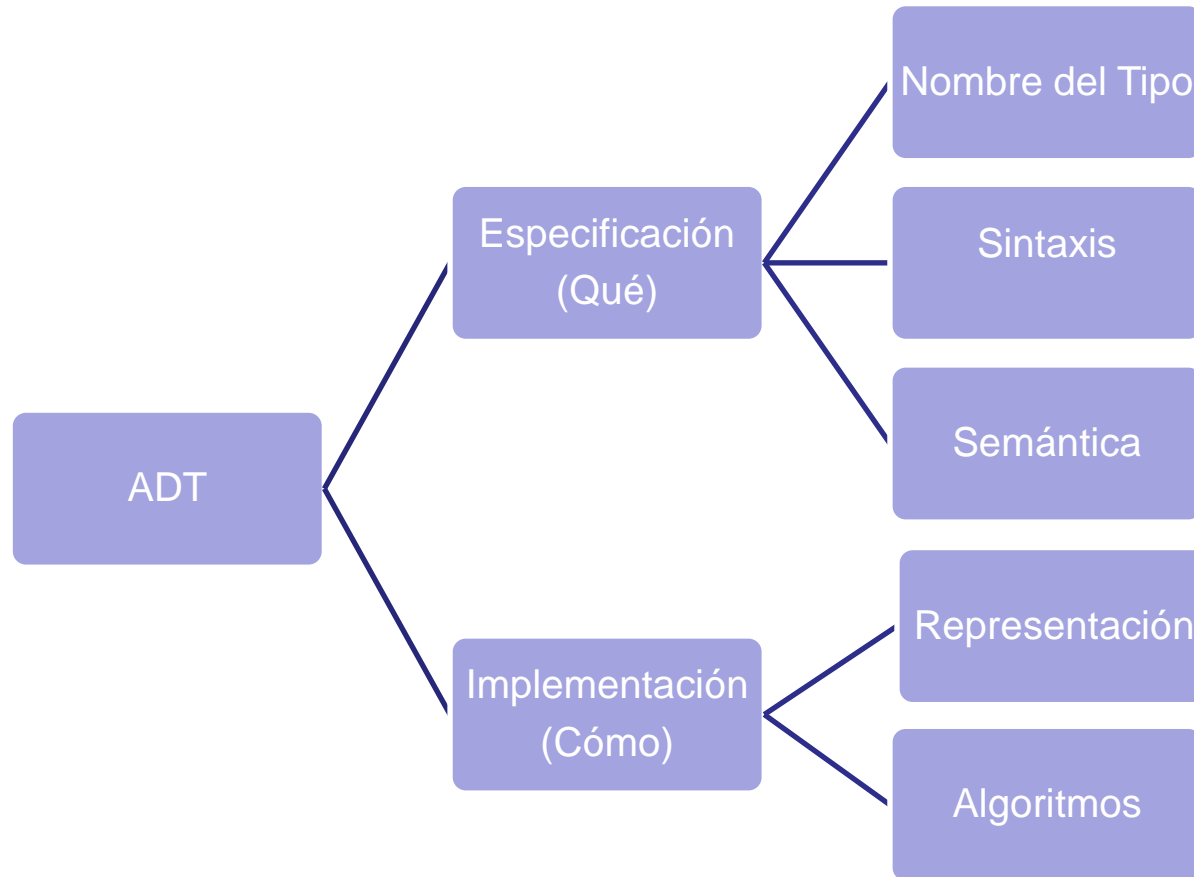 Nombre del Tipo
Especificación
(Qué)
Sintaxis
Semántica
ADT
Implementación
(Cómo)
Representación
Algoritmos